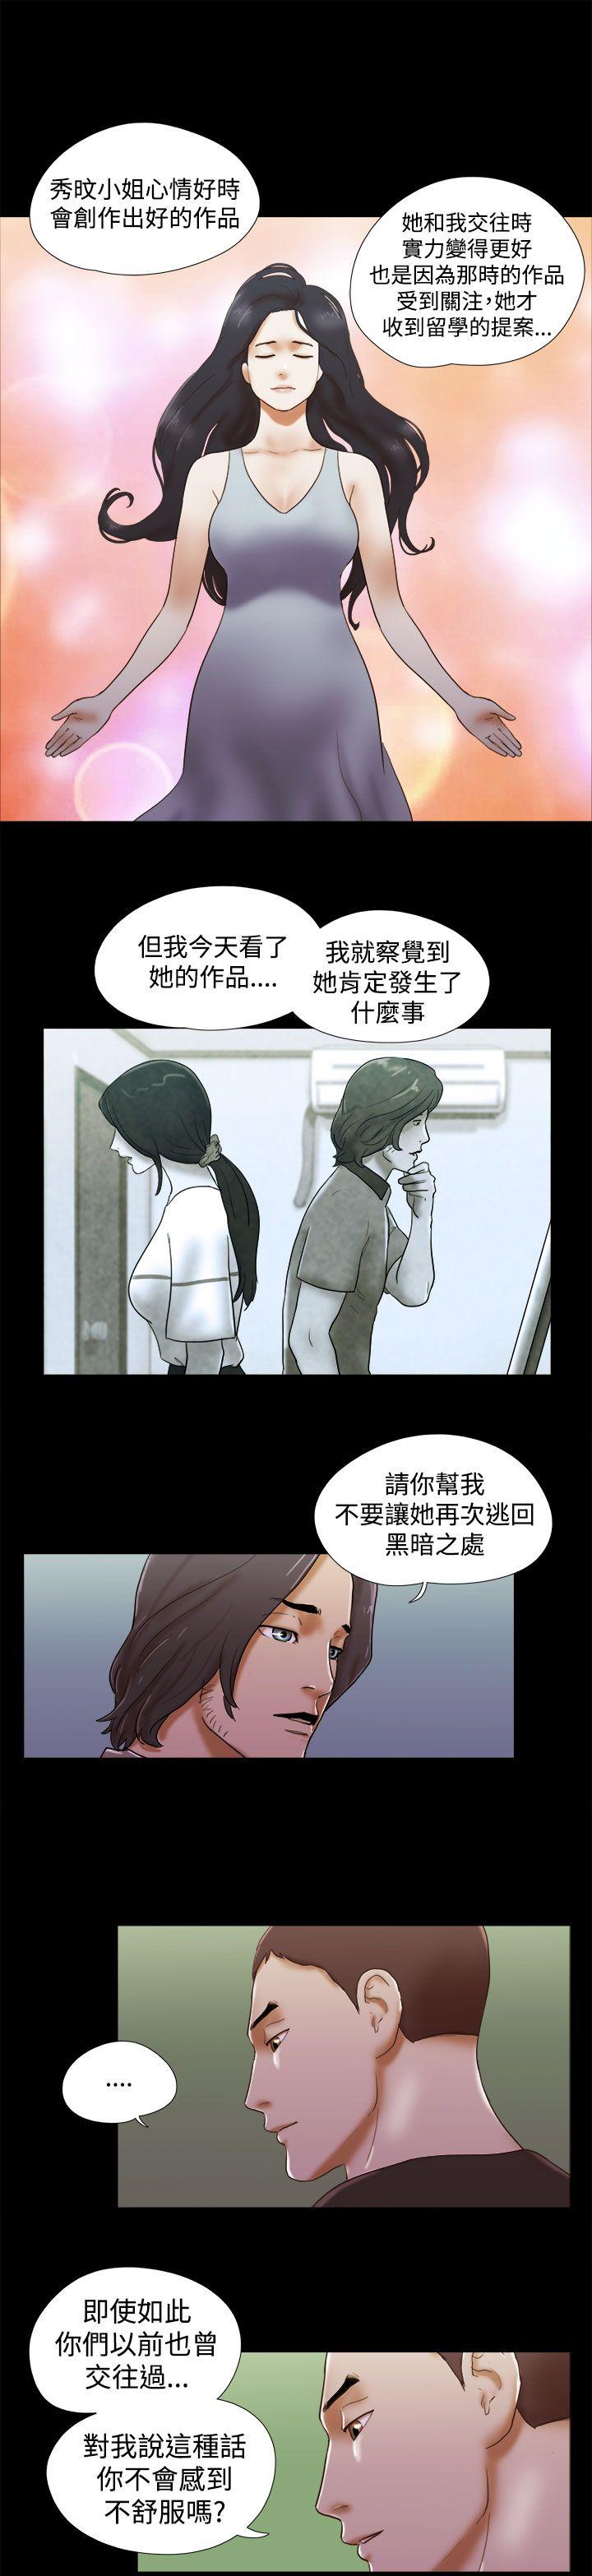 秀旼小姐心情好時
會創作出好的作品
她和我交往時
實力變得更好
也是因為那時的作品
受到關注，她才
收到留學的提案...
但我今天看了
她的作品....
我就察覺到
她肯定發生了
什麼事
請你幫我
不要讓她再次逃回
黑暗之處
....
即使如此
你們以前也曾
交往過...
對我說這種話
你不會感到
不舒服嗎?